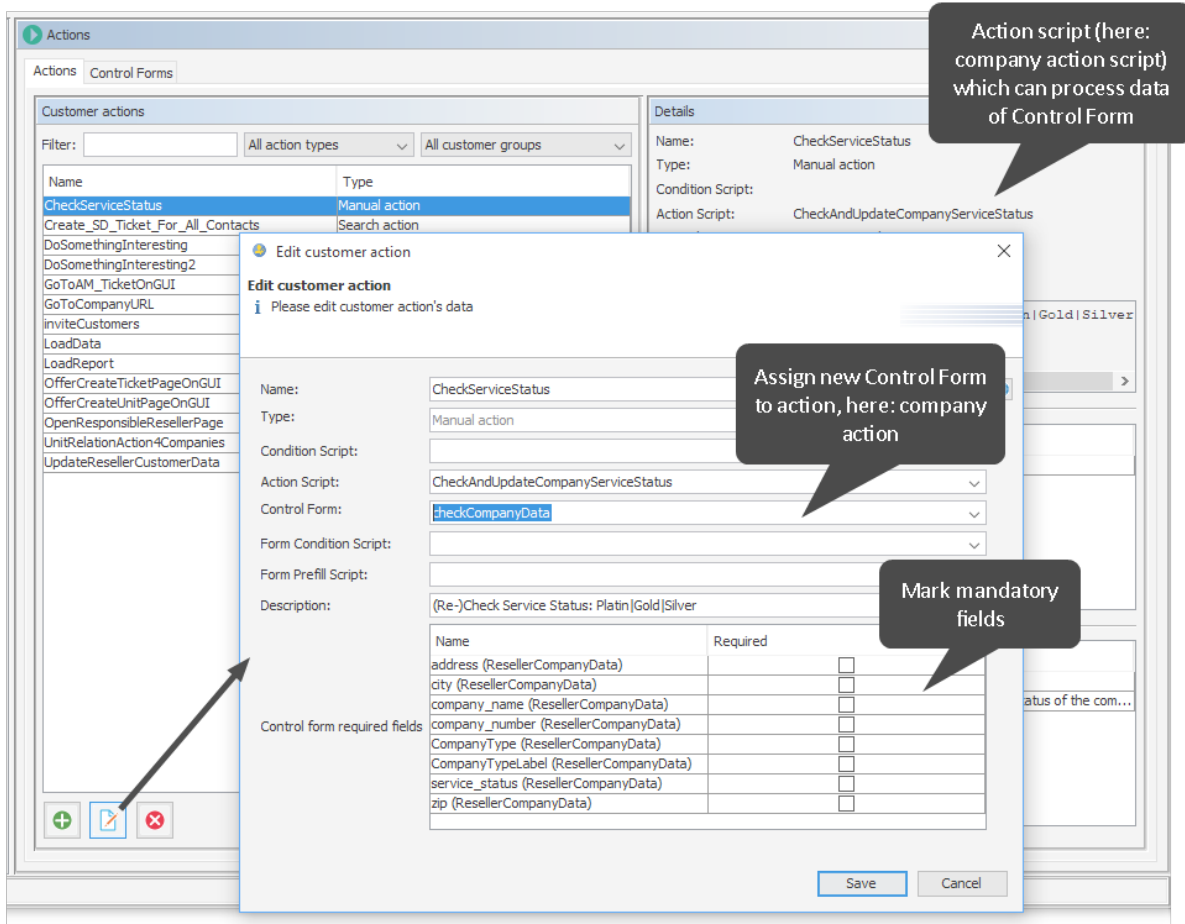 Actions
Actions
Control Forms
Customer actions
Filter:
All action types
All customer groups
Name
Type
CheckServiceStatus
Manual action
Create_SD_Ticket_For_All_Contacts
Search action
DoSomethingInteresting
DoSomethingInteresting2
GoToAM_TicketOnGUI
GoToCompanyURL
inviteCustomers
LoadData
LoadReport
OfferCreateTicketPageOnGUI
OfferCreateUnitPageOnGUI
OpenResponsibleResellerPage
UnitRelationAction4Companies
UpdateResellerCustomerData
Details
Name:
CheckServiceStatus
Type:
Manual action
Condition Script:
Action Script:
CheckAndUpdateCompanyServiceStatus
|Gold|Silver
atus of the com...
Action script (here:
company action script)
which can process data
of Control Form
Edit customer action
Edit customer action
Please edit customer action's data
Name:
CheckServiceStatus
Type:
Manual action
Condition Script:
Action Script:
CheckAndUpdateCompanyServiceStatus
Control Form:
checkCompanyData
Form Condition Script:
Form Prefill Script:
Description:
(Re-)Check Service Status: Platin|Gold|Silver
Control form required fields
Name
Required
address (ResellerCompanyData)
city (ResellerCompanyData)
company_name (ResellerCompanyData)
company_number (ResellerCompanyData)
CompanyType (ResellerCompanyData)
CompanyTypeLabel (ResellerCompanyData)
service_status (ResellerCompanyData)
zip (ResellerCompanyData)
Assign new Control Form
to action, here: company
action
Mark mandatory
fields
Save
Cancel